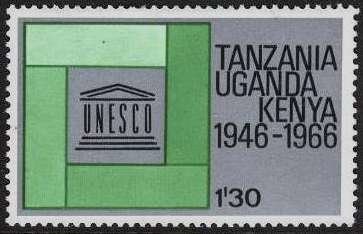 UNESCO
TANZANIA
UGANDA
KENYA
1946-1966
1'30